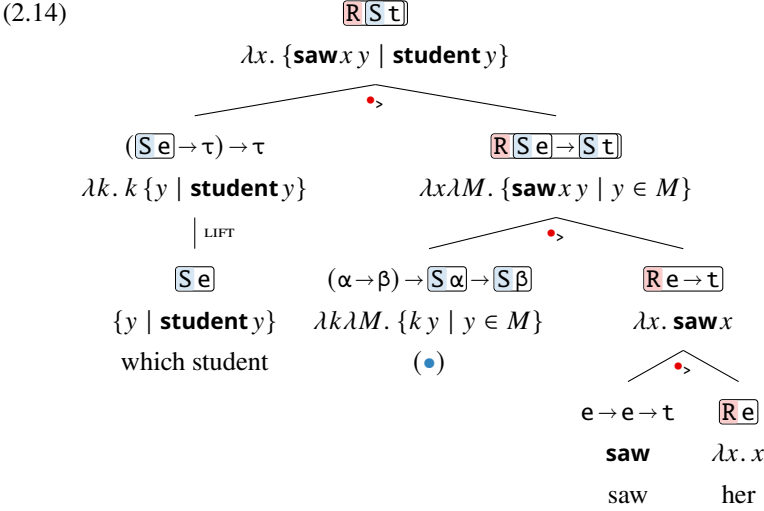 (2.14) R S t
λx. {saw x y | student y}
•>
(S e → τ) → τ R S e → S t
λk. k {y | student y} λxλM. {saw x y | y ∈ M}
LIFT •>
S e (α → β) → S α → S β R e → t
{y | student y} λkλM. {k y | y ∈ M} λx. saw x
which student (•) •>
e → e → t R e
saw λx. x
saw her